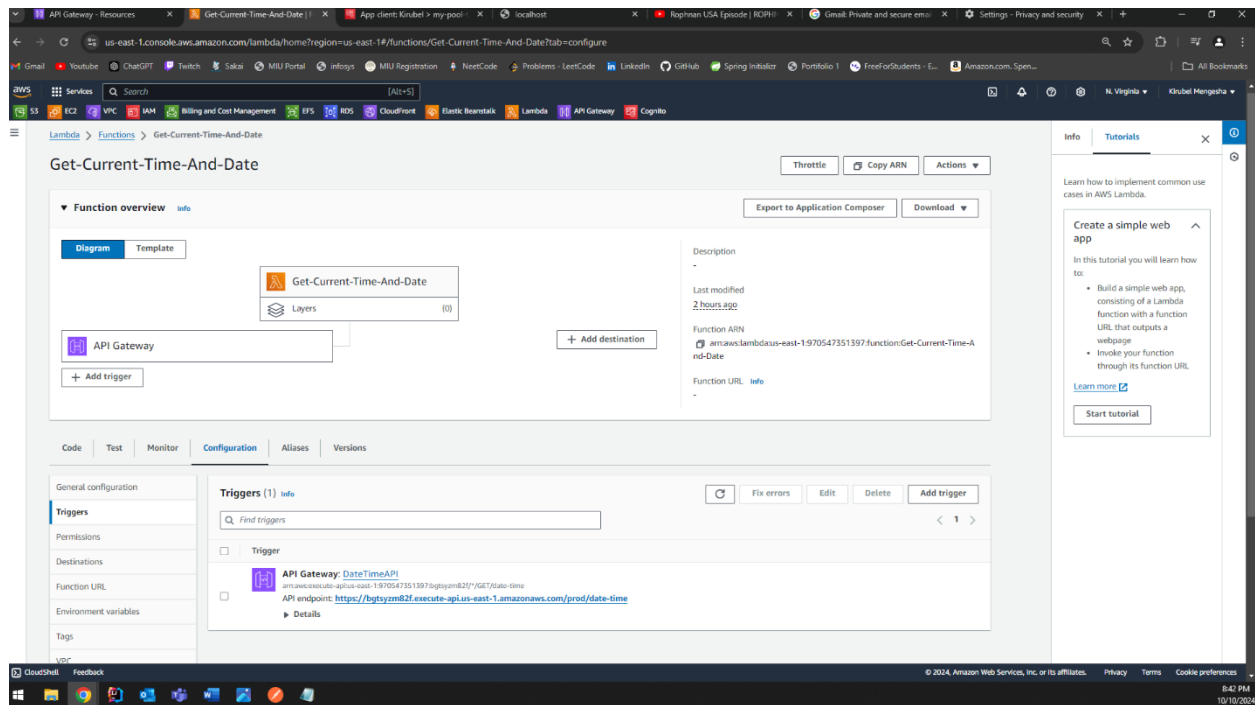 API Gateway - Resources
Get-Current-Time-And-Date | F
App client: Kirubel > my-pool-
localhost
Rophnan USA Episode | ROPHI
Gmail: Private and secure emai
Settings - Privacy and security
us-east-1.console.aws.amazon.com/lambda/home?region=us-east-1#/functions/Get-Current-Time-And-Date?tab=configure
Gmail Youtube ChatGPT Twitch Sakai MIU Portal infosys MIU Registration NeetCode Problems - LeetCode LinkedIn GitHub Spring Initializr Portifolio 1 FreeForStudents - E... Amazon.com. Spen... All Bookmarks
aws Services Search [Alt+S] N. Virginia Kirubel Mengesha
S3 EC2 VPC IAM Billing and Cost Management EFS RDS CloudFront Elastic Beanstalk Lambda API Gateway Cognito
Lambda > Functions > Get-Current-Time-And-Date
Get-Current-Time-And-Date
Throttle Copy ARN Actions
Function overview Info
Export to Application Composer Download
Diagram Template
Get-Current-Time-And-Date
Layers (0)
API Gateway
+ Add trigger
+ Add destination
Description
-
Last modified
2 hours ago
Function ARN
arn:aws:lambda:us-east-1:970547351397:function:Get-Current-Time-A
nd-Date
Function URL Info
-
Code Test Monitor Configuration Aliases Versions
General configuration
Triggers
Permissions
Destinations
Function URL
Environment variables
Tags
VPC
Triggers (1) Info
Fix errors Edit Delete Add trigger
Find triggers
< 1 >
Trigger
API Gateway: DateTimeAPI
arn:aws:execute-api:us-east-1:970547351397:bgtsyzm82f/*/GET/date-time
API endpoint: https://bgtsyzm82f.execute-api.us-east-1.amazonaws.com/prod/date-time
Details
Info Tutorials
Learn how to implement common use
cases in AWS Lambda.
Create a simple web
app
In this tutorial you will learn how
to:
• Build a simple web app,
consisting of a Lambda
function with a function
URL that outputs a
webpage
• Invoke your function
through its function URL
Learn more
Start tutorial
CloudShell Feedback
© 2024, Amazon Web Services, Inc. or its affiliates. Privacy Terms Cookie preferences
8:42 PM
10/10/2024